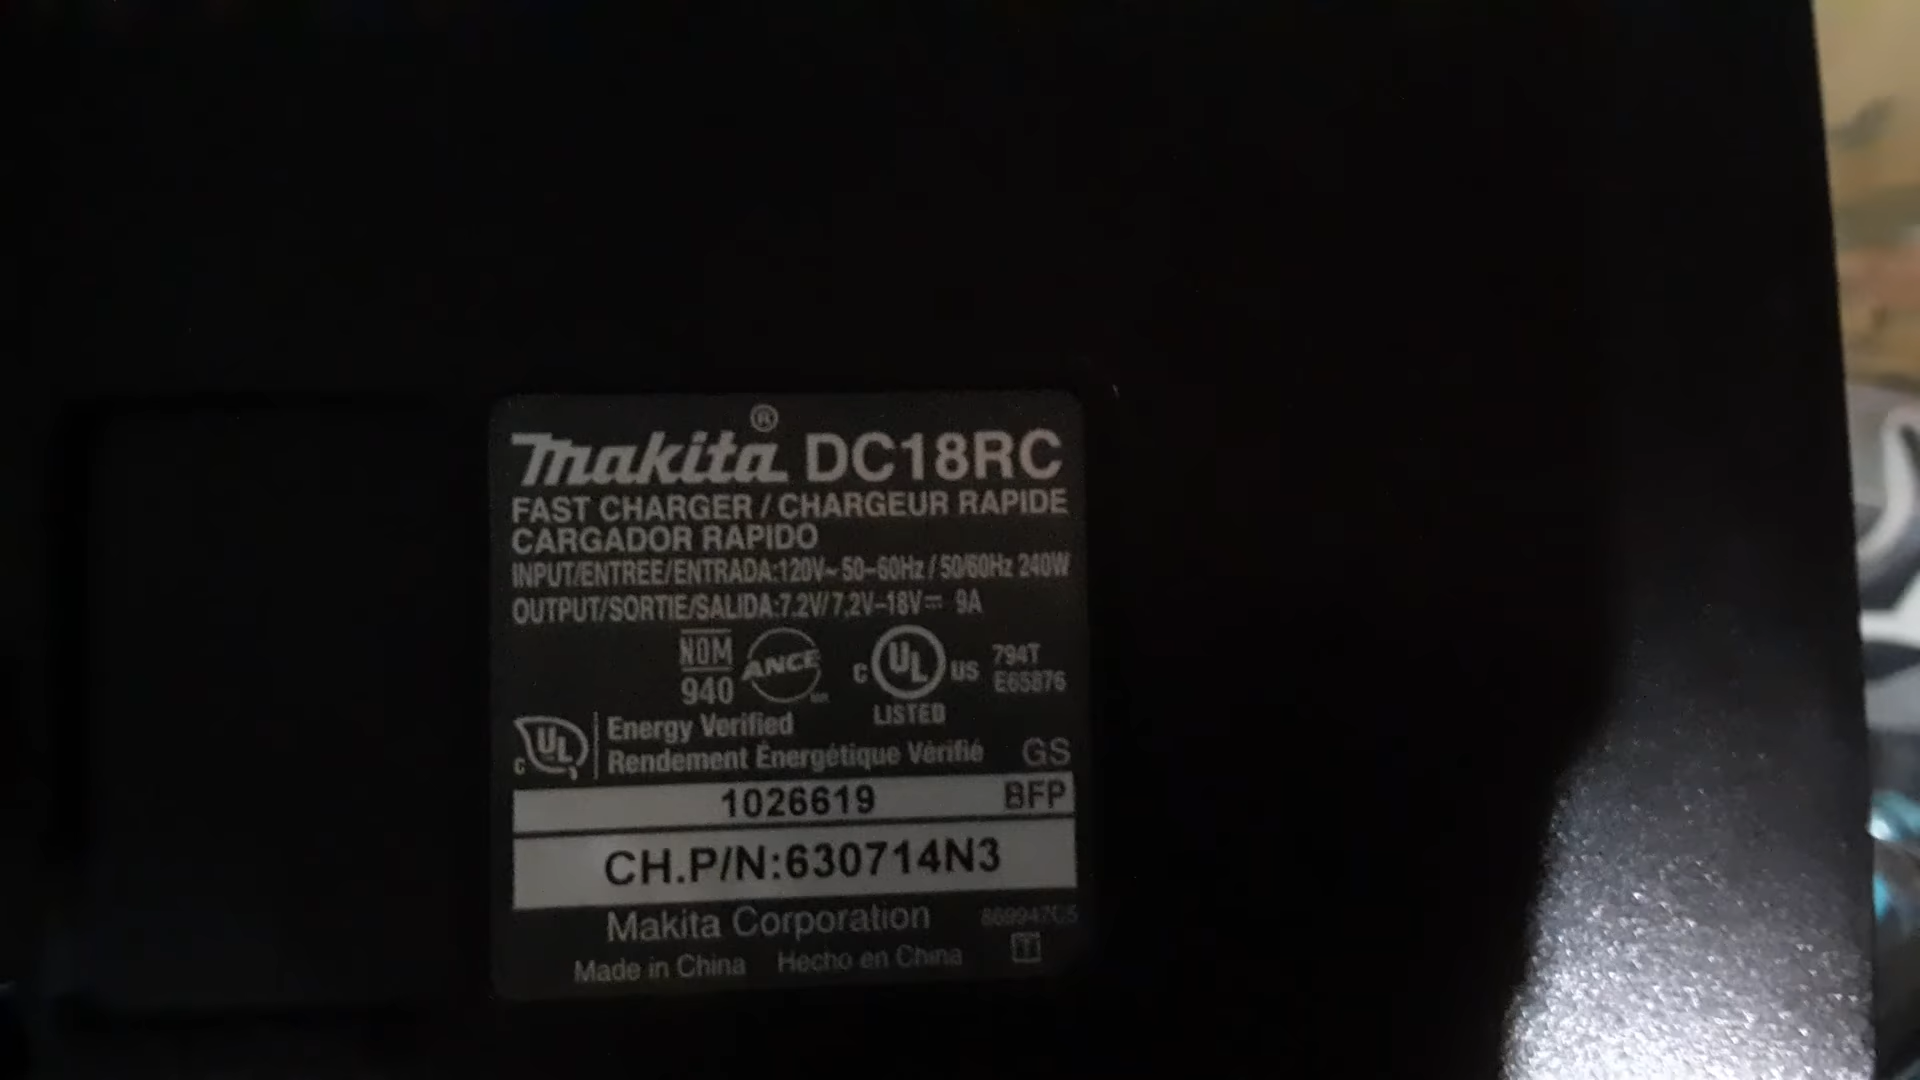 makita® DC18RC
FAST CHARGER / CHARGEUR RAPIDE
CARGADOR RAPIDO
INPUT/ENTREE/ENTRADA:120V~ 50-60Hz / 50/60Hz 240W
OUTPUT/SORTIE/SALIDA:7.2V/7,2V-18V⎓ 9A
NOM ANCE c UL US 794T
940 LISTED E65876
c UL Energy Verified
Rendement Énergétique Vérifié GS
1026619 BFP
CH.P/N:630714N3
Makita Corporation
Made in China Hecho en China T